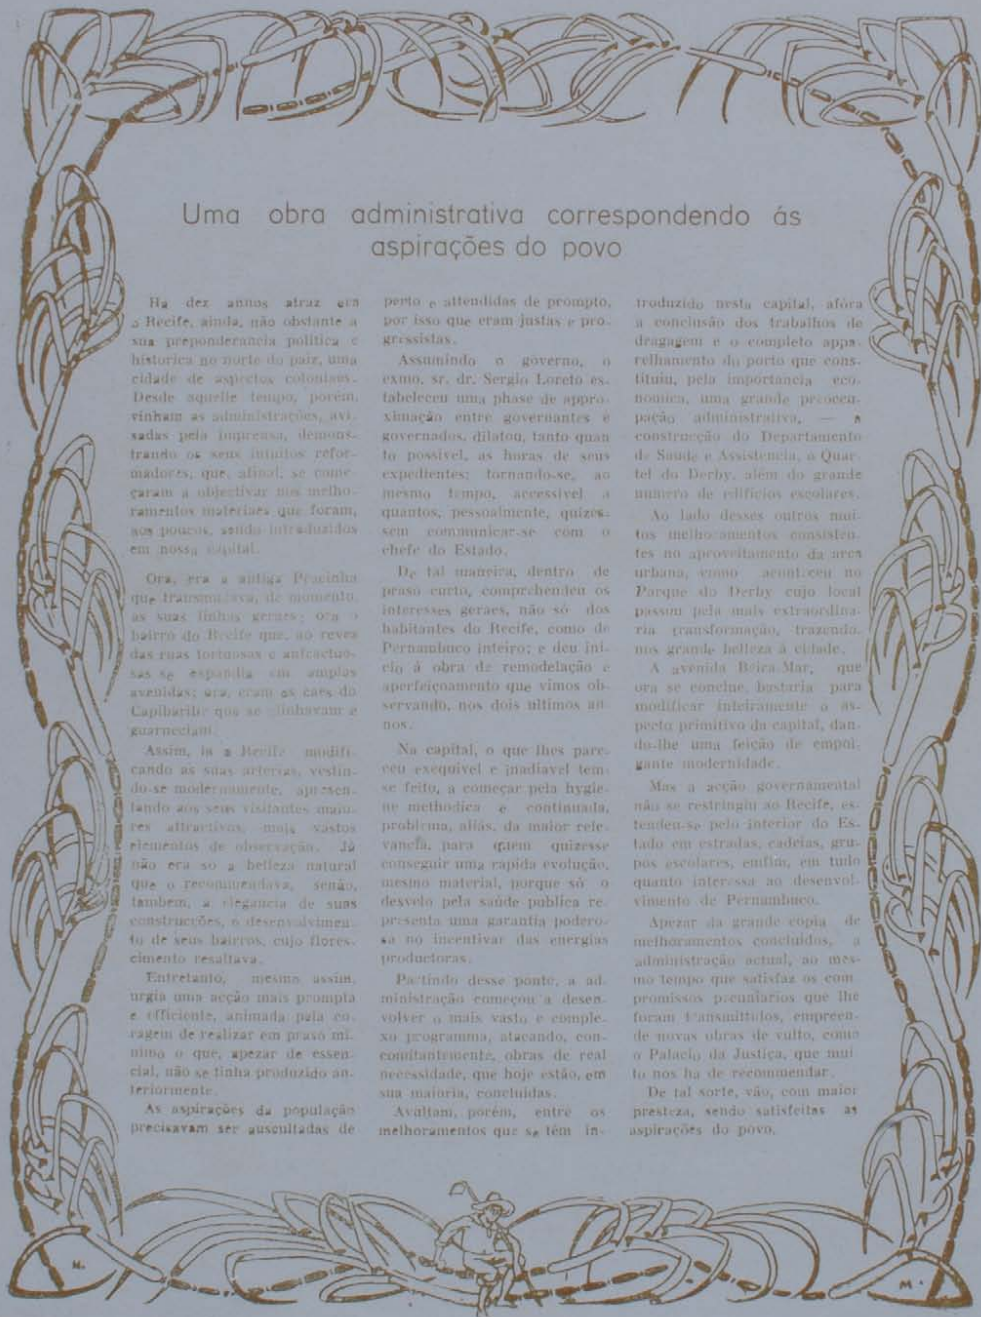 Uma obra administrativa correspondendo ás
aspirações do povo
Ha dez annos atraz era
o Recife, ainda, não obstante a
sua preponderancia politica e
historica no norte do paiz, uma
cidade de aspectos coloniaes.
Desde aquelle tempo, porém,
vinham as administrações, avi-
sadas pela imprensa, demons-
trando os seus intuitos refor-
madores, que, afinal, se come-
çaram a objectivar nos melho-
ramentos materiaes que foram,
aos poucos, sendo introduzidos
em nossa capital.
Ora, era a antiga Pracinha
que transmudava, de momento,
as suas linhas geraes; ora o
bairro do Recife que, ao revez
das ruas tortuosas e anfractuo-
sas se expandia em amplas
avenidas; ora, eram os caes do
Capibaribe que se alinhavam e
guarneciam.
Assim, ia a Recife modifi-
cando as suas arterias, vestin-
do-se modernamente, apresen-
tando aos seus visitantes maio-
res attractivos, mais vastos
elementos de observação. Já
não era so a belleza natural
que o recommendava, senão,
tambem, a elegancia de suas
construcções, o desenvolvimen-
to de seus bairros, cujo flores-
cimento resaltava.
Entretanto, mesmo assim,
urgia uma acção mais prompta
e efficiente, animada pela co-
ragem de realizar em praso mi-
nimo o que, apezar de essen-
cial, não se tinha produzido an-
teriormente.
As aspirações da população
precisavam ser auscultadas de
perto e attendidas de prompto,
por isso que eram justas e pro-
gressistas.
Assumindo o governo, o
exmo. sr. dr. Sergio Loreto es-
tabeleceu uma phase de appro-
ximação entre governantes e
governados, dilatou, tanto quan
to possivel, as horas de seus
expedientes; tornando-se, ao
mesmo tempo, accessivel a
quantos, pessoalmente, quizes-
sem communicar-se com o
chefe do Estado.
De tal maneira, dentro de
praso curto, comprehendeu os
interesses geraes, não só dos
habitantes do Recife, como de
Pernambuco inteiro; e deu ini-
cio á obra de remodelação e
aperfeiçoamento que vimos ob-
servando, nos dois ultimos an-
nos.
Na capital, o que lhes pare-
ceu exequivel e inadiavel tem-
se feito, a começar pela hygie-
ne methodica e continuada,
problema, aliás, da maior rele-
vancia, para quem quizesse
conseguir uma rapida evolução,
mesmo material, porque só o
desvelo pela saúde publica re-
presenta uma garantia podero-
sa no incentivar das energias
productoras.
Partindo desse ponto, a ad-
ministração começou a desen-
volver o mais vasto e comple-
xo programma, atacando, con-
comitantemente, obras de real
necessidade, que hoje estão, em
sua maioria, concluidas.
Avultam, porém, entre os
melhoramentos que se têm in-
troduzido nesta capital, afóra
a conclusão dos trabalhos de
dragagem e o completo appa-
relhamento do porto que cons-
titúiu, pela importancia eco-
nomica, uma grande preoccu-
pação administrativa, — a
construcção do Departamento
de Saude e Assistencia, o Quar-
tel do Derby, além do grande
numero de edificios escolares.
Ao lado desses outros mui-
tos melhoramentos consisten-
tes no aproveitamento da area
urbana, como aconteceu no
Parque do Derby cujo local
passou pela mais extraordina-
ria transformação, trazendo-
nos grande belleza á cidade.
A avenida Beira-Mar, que
ora se conclue, bastaria para
modificar inteiramente o as-
pecto primitivo da capital, dan-
do-lhe uma feição de empol-
gante modernidade.
Mas a acção governamental
não se restringiu ao Recife, es-
tendeu-se pelo interior do Es-
tado em estradas, cadeias, gru-
pos escolares, emfim, em tudo
quanto interessa ao desenvol-
vimento de Pernambuco.
Apezar da grande copia de
melhoramentos concluidos, a
administração actual, ao mes-
mo tempo que satisfaz os com
promissos pecuniarios que lhe
foram transmittidos, empreen-
de novas obras de vulto, como
o Palacio da Justiça, que mui
to nos ha de recommendar.
De tal sorte, vão, com maior
presteza, sendo satisfeitas as
aspirações do povo.
H.
M.